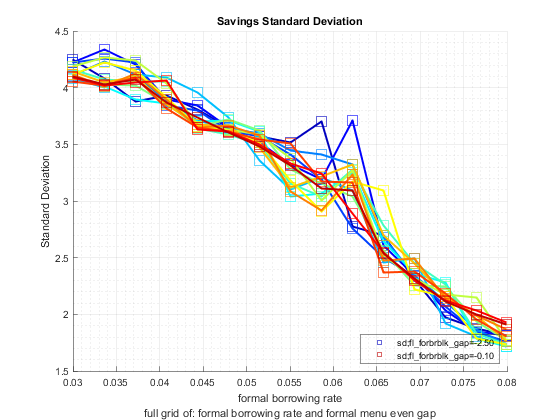 Savings Standard Deviation
4.5
4
3.5
3
2.5
2
1.5
Standard Deviation
0.03 0.035 0.04 0.045 0.05 0.055 0.06 0.065 0.07 0.075 0.08
sd;fl_forbrblk_gap=-2.50
sd;fl_forbrblk_gap=-0.10
formal borrowing rate
full grid of: formal borrowing rate and formal menu even gap